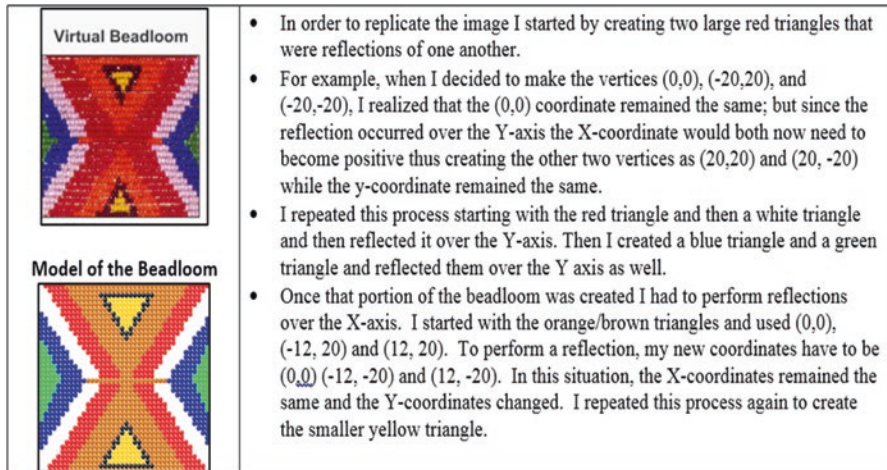 Virtual Beadloom
Model of the Beadloom
• In order to replicate the image I started by creating two large red triangles that
were reflections of one another.
• For example, when I decided to make the vertices (0,0), (-20,20), and
(-20,-20), I realized that the (0,0) coordinate remained the same; but since the
reflection occurred over the Y-axis the X-coordinate would both now need to
become positive thus creating the other two vertices as (20,20) and (20, -20)
while the y-coordinate remained the same.
• I repeated this process starting with the red triangle and then a white triangle
and then reflected it over the Y-axis. Then I created a blue triangle and a green
triangle and reflected them over the Y axis as well.
• Once that portion of the beadloom was created I had to perform reflections
over the X-axis. I started with the orange/brown triangles and used (0,0),
(-12, 20) and (12, 20). To perform a reflection, my new coordinates have to be
(0,0) (-12, -20) and (12, -20). In this situation, the X-coordinates remained the
same and the Y-coordinates changed. I repeated this process again to create
the smaller yellow triangle.